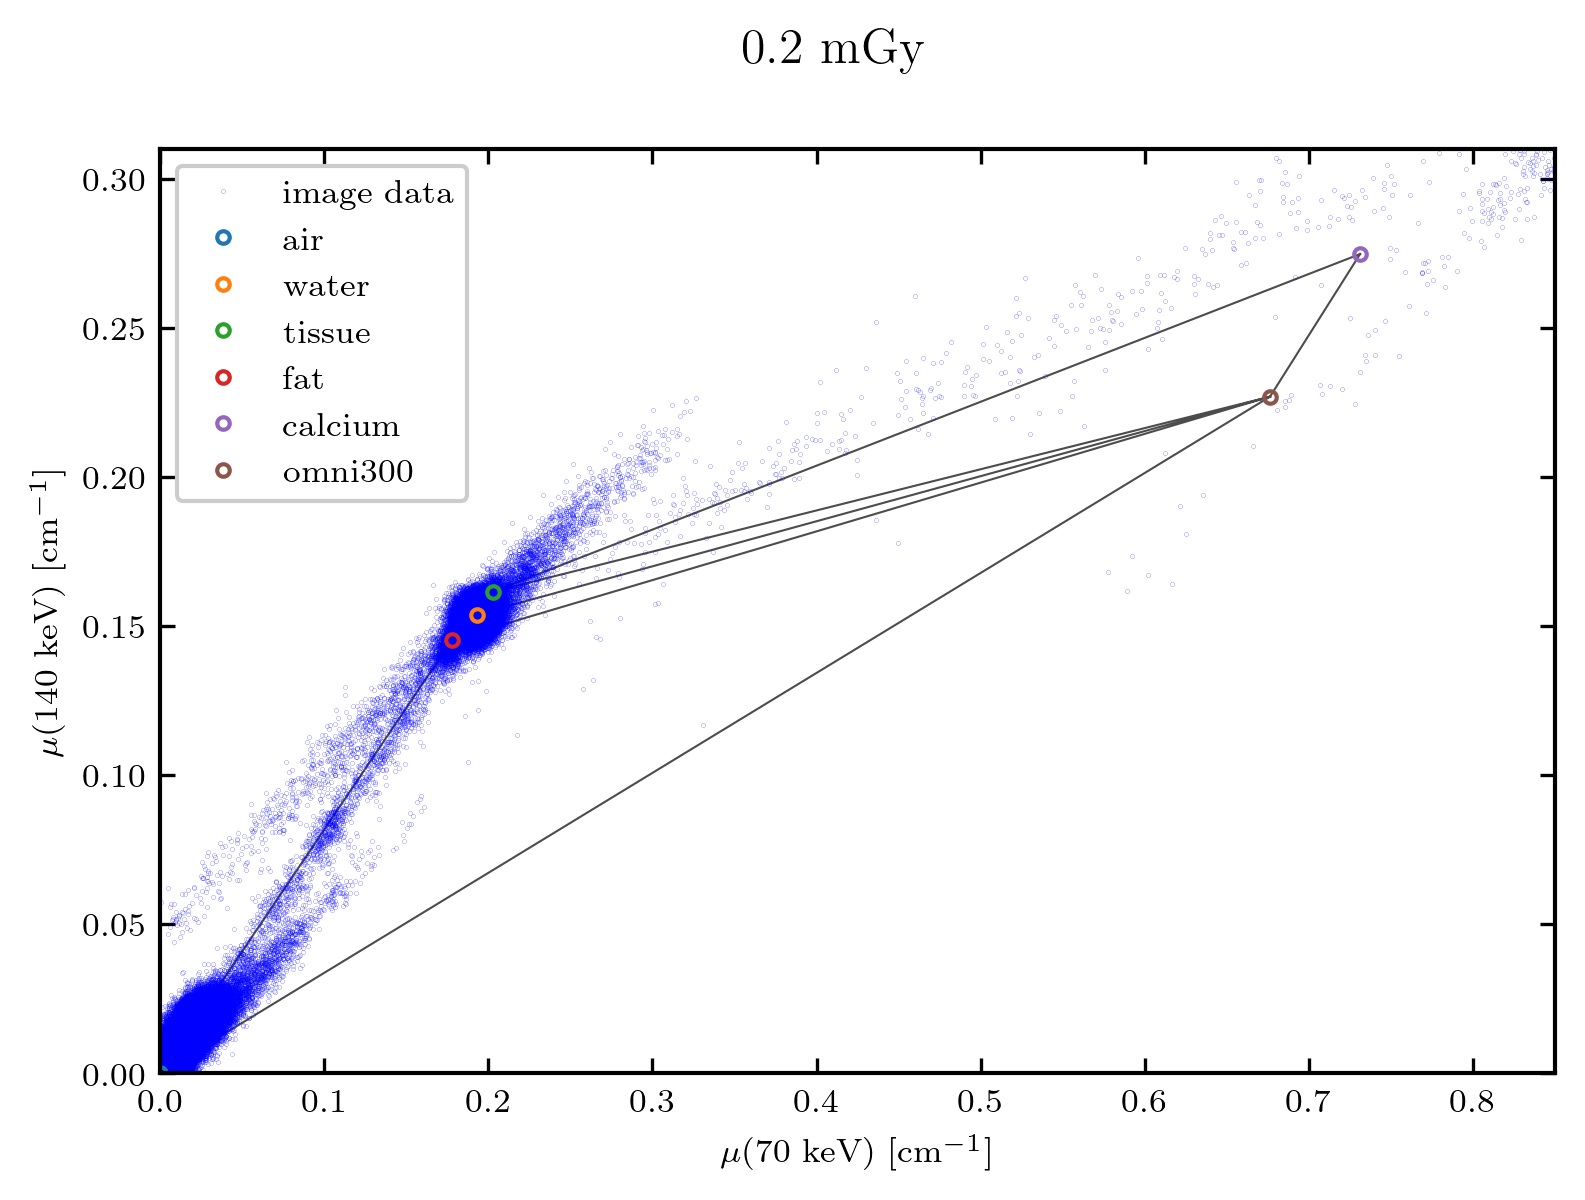 0.2 mGy
image data
air
water
tissue
fat
calcium
omni300
0.30
0.25
0.20
0.15
0.10
0.05
0.00
0.0 0.1 0.2 0.3 0.4 0.5 0.6 0.7 0.8
μ(140 keV) [cm⁻¹]
μ(70 keV) [cm⁻¹]